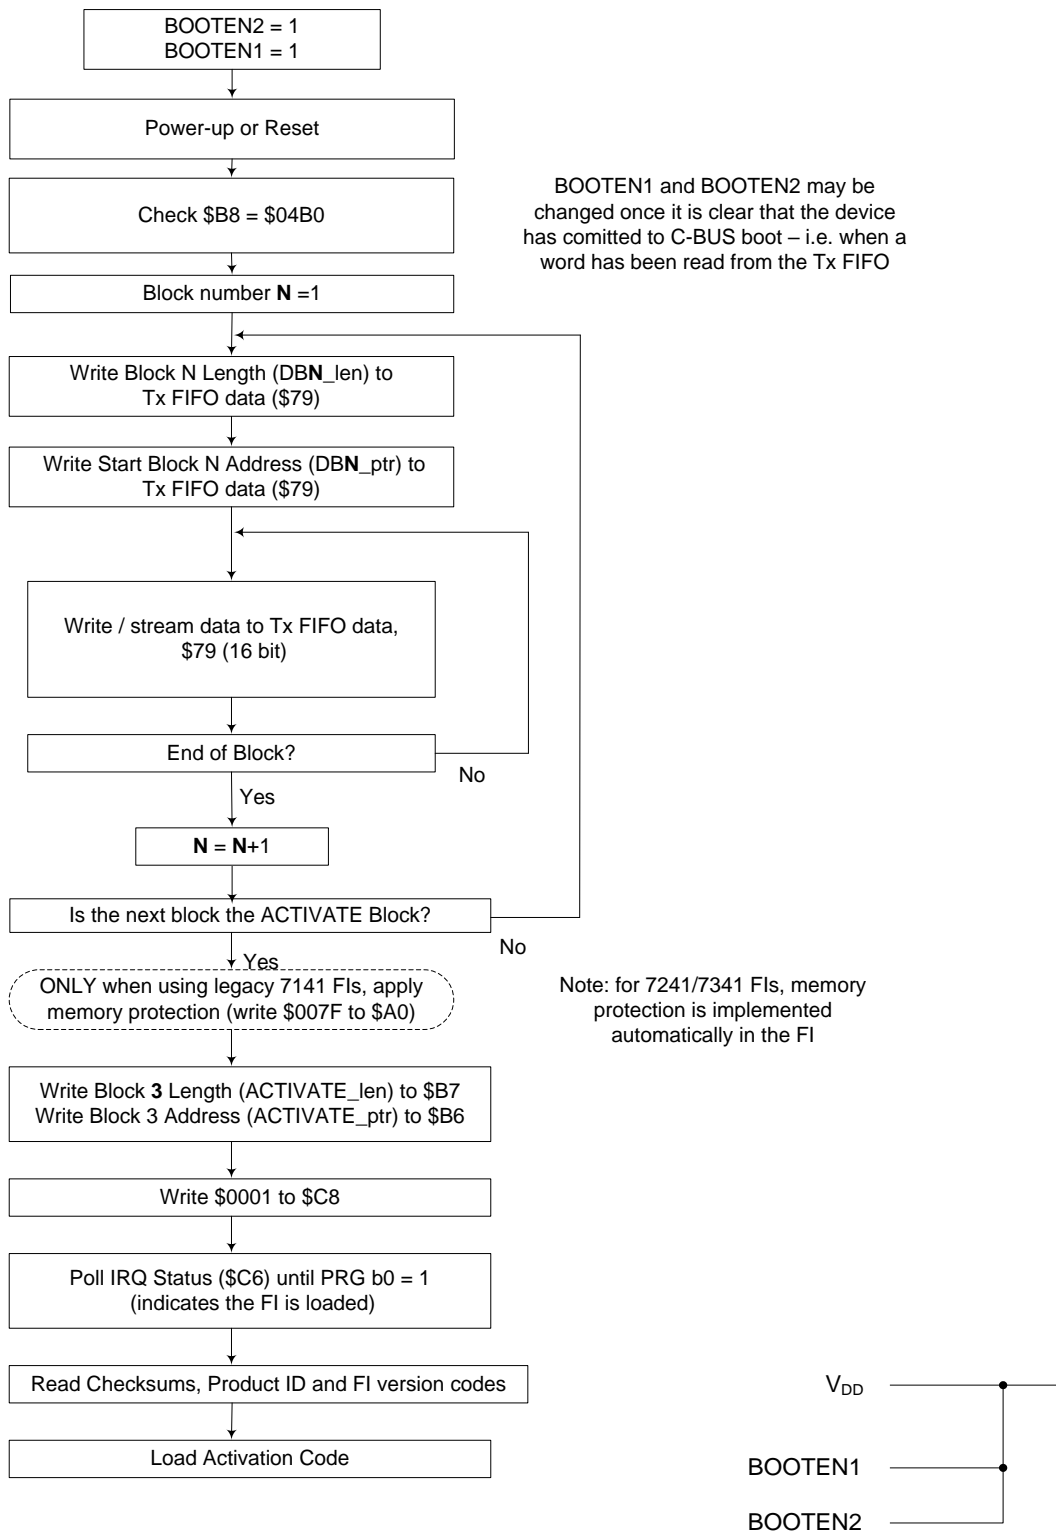 BOOTEN2 = 1
BOOTEN1 = 1
Power-up or Reset
Check $B8 = $04B0
BOOTEN1 and BOOTEN2 may be
changed once it is clear that the device
has comitted to C-BUS boot – i.e. when a
word has been read from the Tx FIFO
Block number N =1
Write Block N Length (DBN_len) to
Tx FIFO data ($79)
Write Start Block N Address (DBN_ptr) to
Tx FIFO data ($79)
Write / stream data to Tx FIFO data,
$79 (16 bit)
End of Block?
No
Yes
N = N+1
Is the next block the ACTIVATE Block?
No
Yes
ONLY when using legacy 7141 FIs, apply
memory protection (write $007F to $A0)
Note: for 7241/7341 FIs, memory
protection is implemented
automatically in the FI
Write Block 3 Length (ACTIVATE_len) to $B7
Write Block 3 Address (ACTIVATE_ptr) to $B6
Write $0001 to $C8
Poll IRQ Status ($C6) until PRG b0 = 1
(indicates the FI is loaded)
Read Checksums, Product ID and FI version codes
Load Activation Code
VDD
BOOTEN1
BOOTEN2